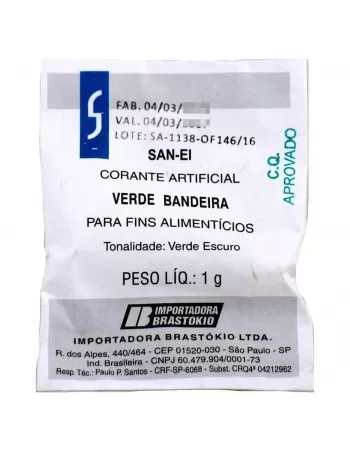 FAB. 04/03/
VAL. 04/03/
LOTE: SA-1138-OF146/16
C.Q.
APROVADO
SAN-EI
CORANTE ARTIFICIAL
VERDE BANDEIRA
PARA FINS ALIMENTÍCIOS
Tonalidade: Verde Escuro
PESO LÍQ.: 1 g
IMPORTADORA
BRASTÓKIO
IMPORTADORA BRASTÓKIO LTDA.
R. dos Alpes, 440/464 - CEP 01520-030 - São Paulo - SP
Ind. Brasileira - CNPJ 60.479.904/0001-73
Resp. Téc.: Paulo P. Santos - CRF-SP-6068 - Subst. CRQ4ª 04212962